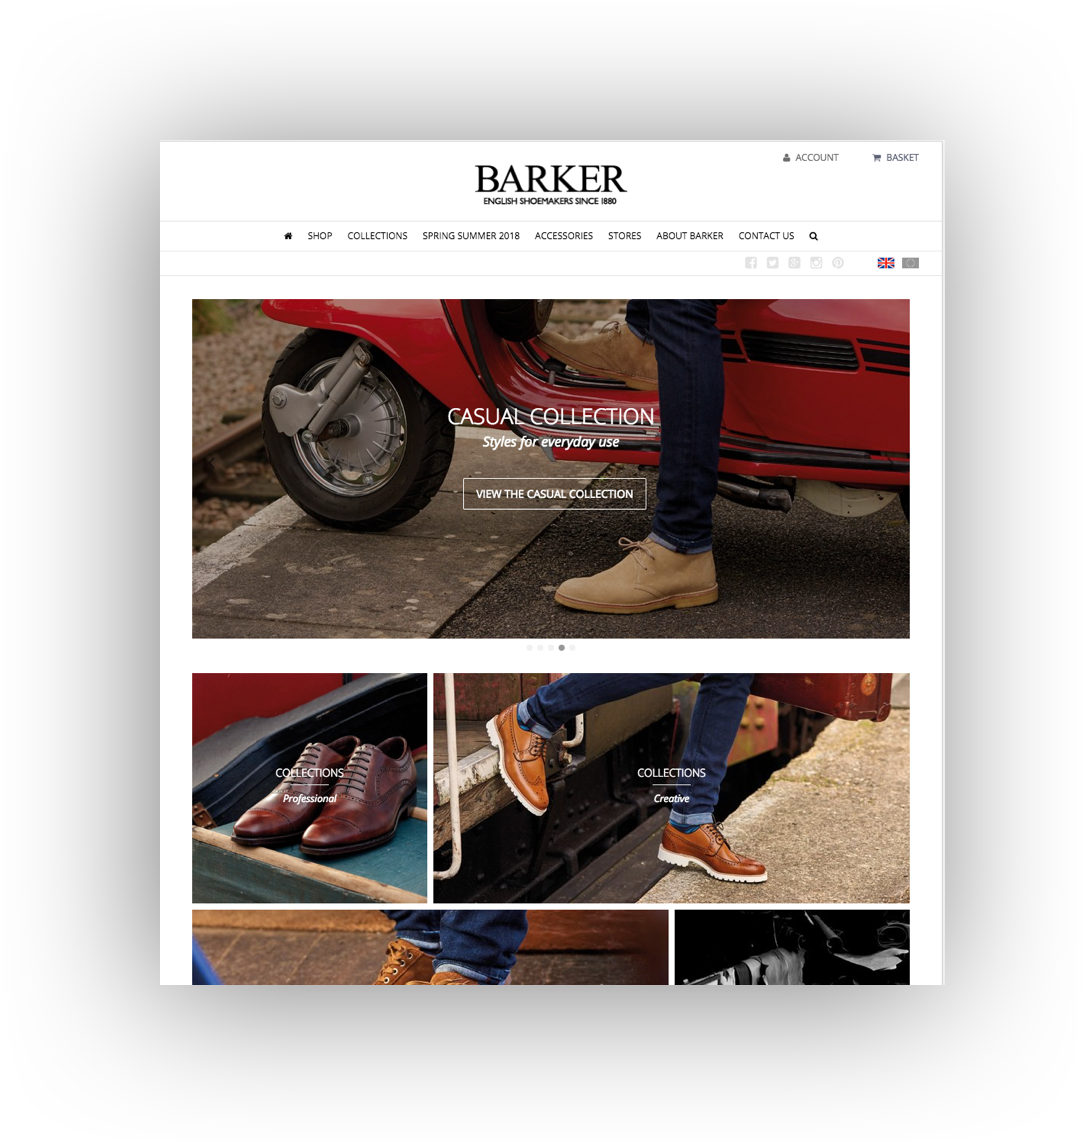 ACCOUNT BASKET
BARKER
ENGLISH SHOEMAKERS SINCE 1880
SHOP COLLECTIONS SPRING SUMMER 2018 ACCESSORIES STORES ABOUT BARKER CONTACT US
CASUAL COLLECTION
Styles for everyday use
VIEW THE CASUAL COLLECTION
COLLECTIONS
Professional
COLLECTIONS
Creative